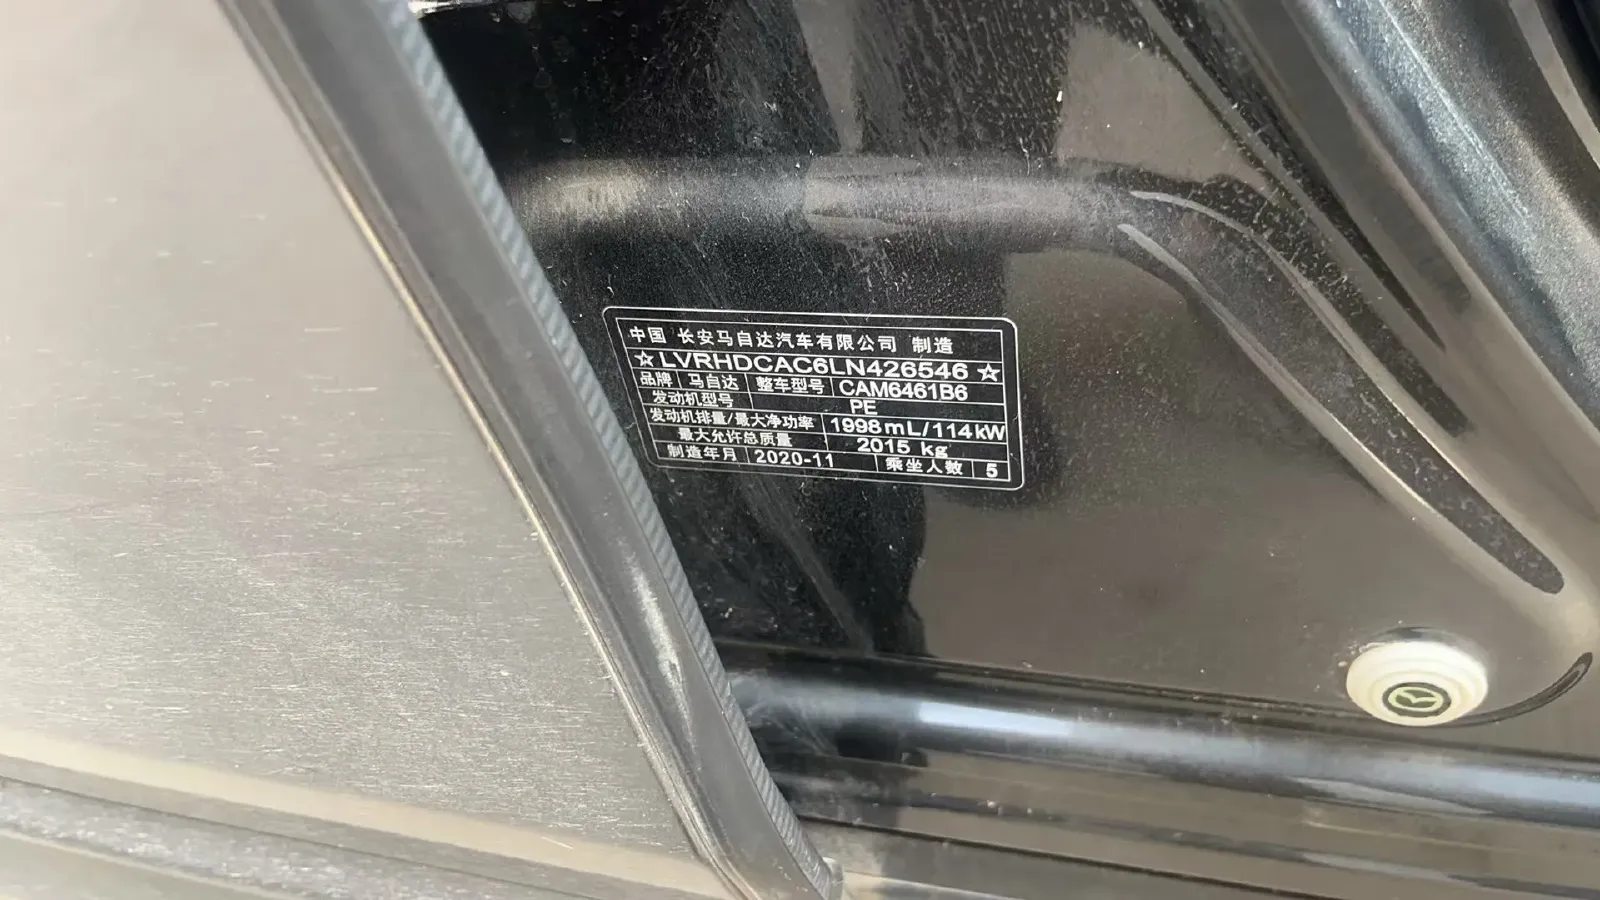 中国 长安马自达汽车有限公司 制造
☆LVRHDCAC6LN426546☆
品牌 马自达 整车型号 CAM6461B6
发动机型号 PE
发动机排量/最大净功率 1998mL/114kW
最大允许总质量 2015 kg
制造年月 2020-11 乘坐人数 5